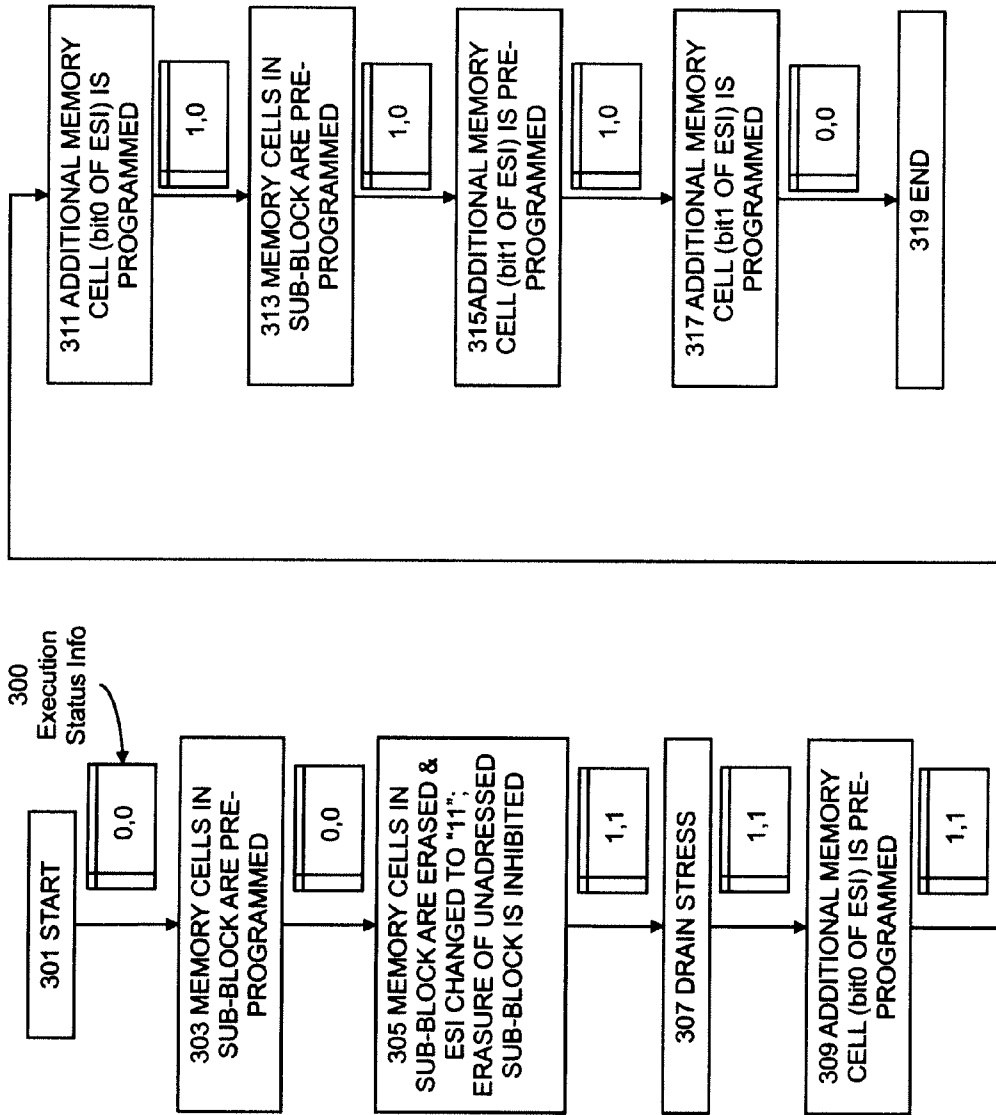 300
Execution
Status Info
301 START
0,0
303 MEMORY CELLS IN
SUB-BLOCK ARE PRE-
PROGRAMMED
0,0
305 MEMORY CELLS IN
SUB-BLOCK ARE ERASED &
ESI CHANGED TO “11”;
ERASURE OF UNADRESSED
SUB-BLOCK IS INHIBITED
1,1
307 DRAIN STRESS
1,1
309 ADDITIONAL MEMORY
CELL (bit0 OF ESI) IS PRE-
PROGRAMMED
1,1
311 ADDITIONAL MEMORY
CELL (bit0 OF ESI) IS
PROGRAMMED
1,0
313 MEMORY CELLS IN
SUB-BLOCK ARE PRE-
PROGRAMMED
1,0
315ADDITIONAL MEMORY
CELL (bit1 OF ESI) IS PRE-
PROGRAMMED
1,0
317 ADDITIONAL MEMORY
CELL (bit1 OF ESI) IS
PROGRAMMED
0,0
319 END